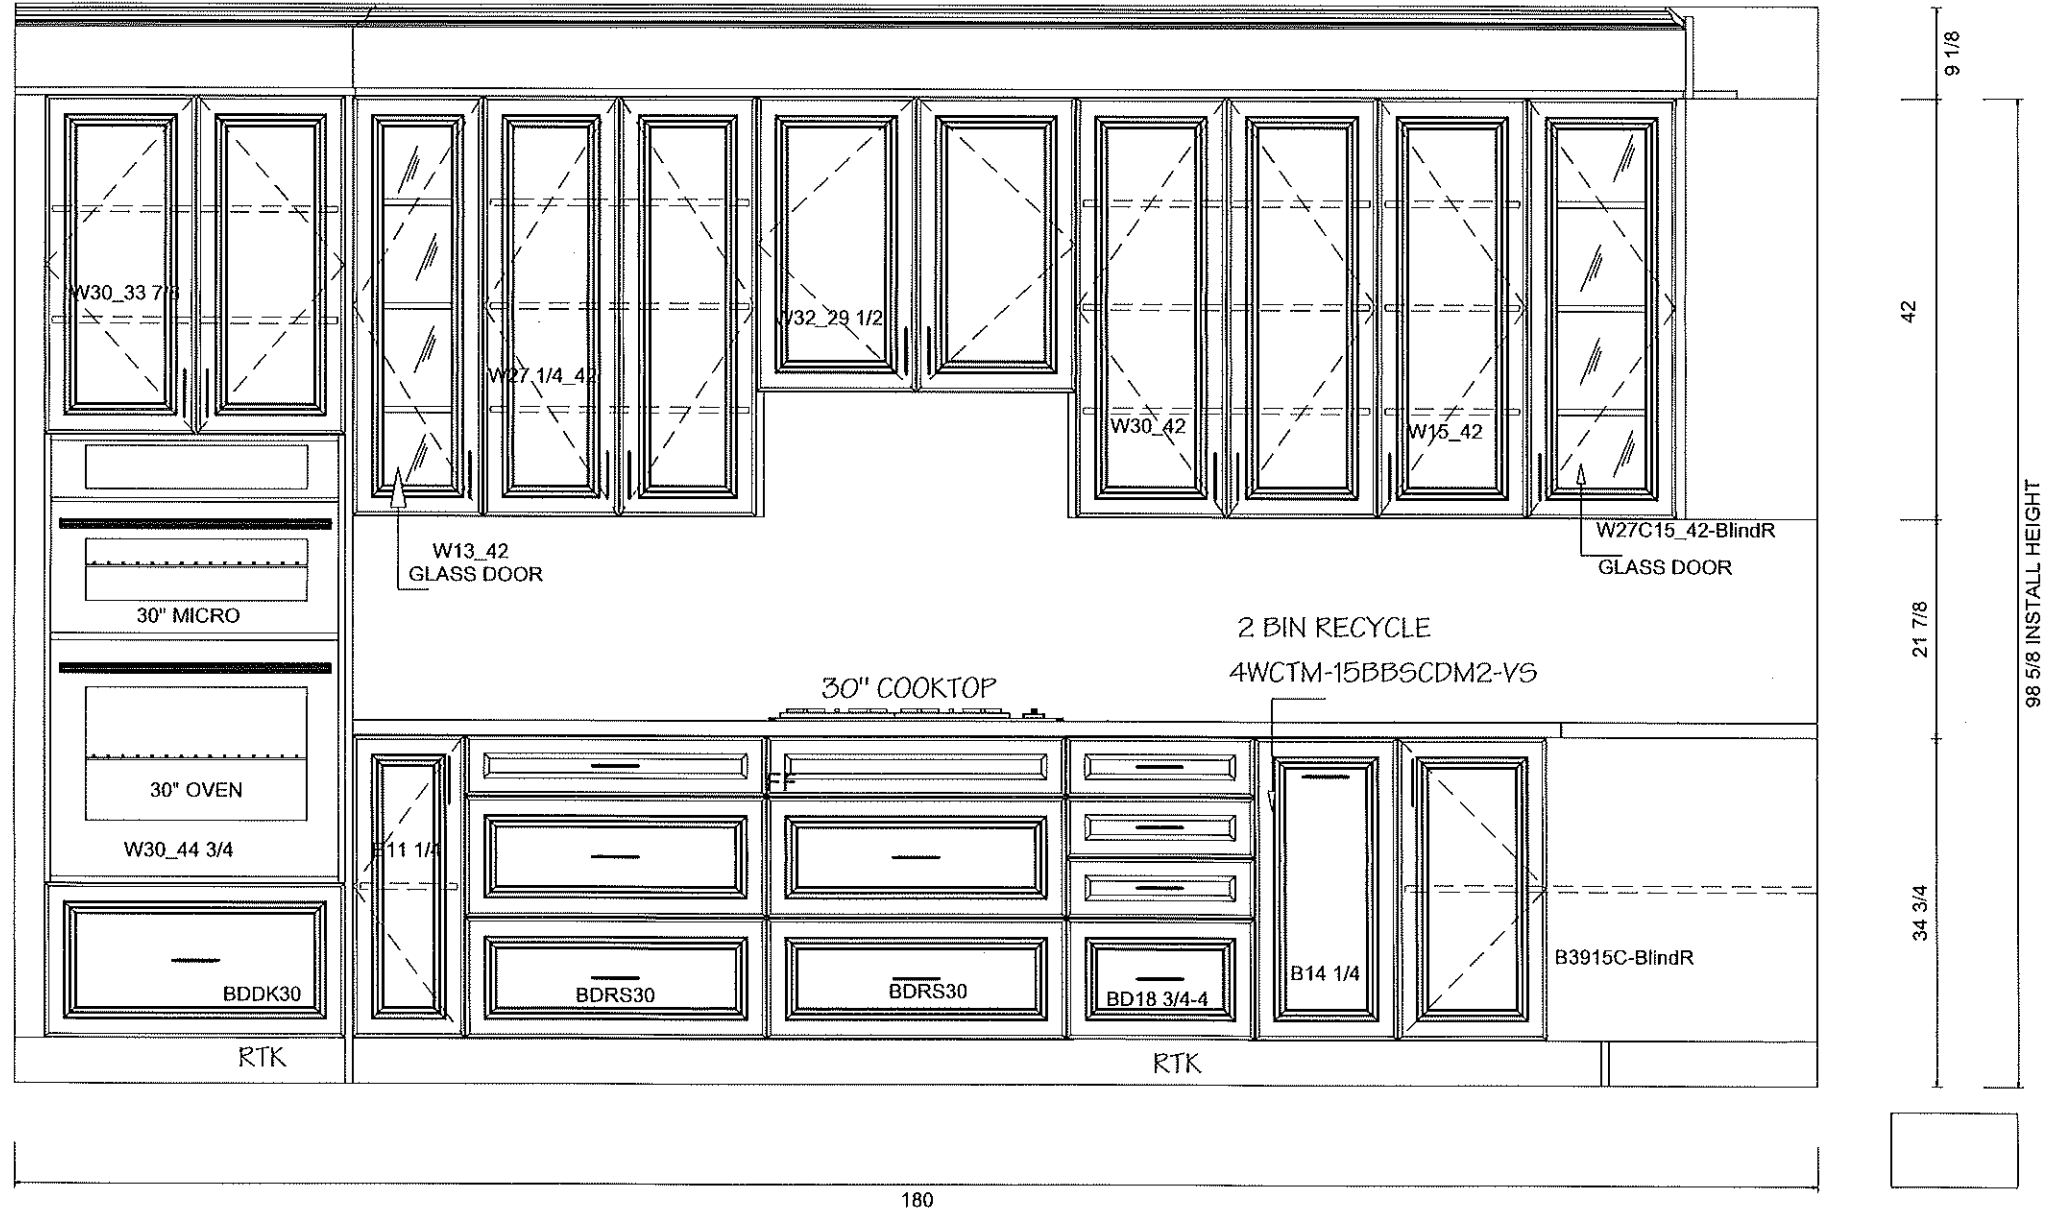 9 1/8
W30_33 7/8
W32_29 1/2
42
W27 1/4_42
W30_42
W15_42
W27C15_42-BlindR
GLASS DOOR
W13_42
GLASS DOOR
98 5/8 INSTALL HEIGHT
30" MICRO
2 BIN RECYCLE
4WCTM-15BBSCDM2-VS
21 7/8
30" COOKTOP
FF
30" OVEN
W30_44 3/4
B11 1/4
34 3/4
B3915C-BlindR
B14 1/4
BDDK30
BDRS30
BDRS30
BD18 3/4-4
RTK
RTK
180